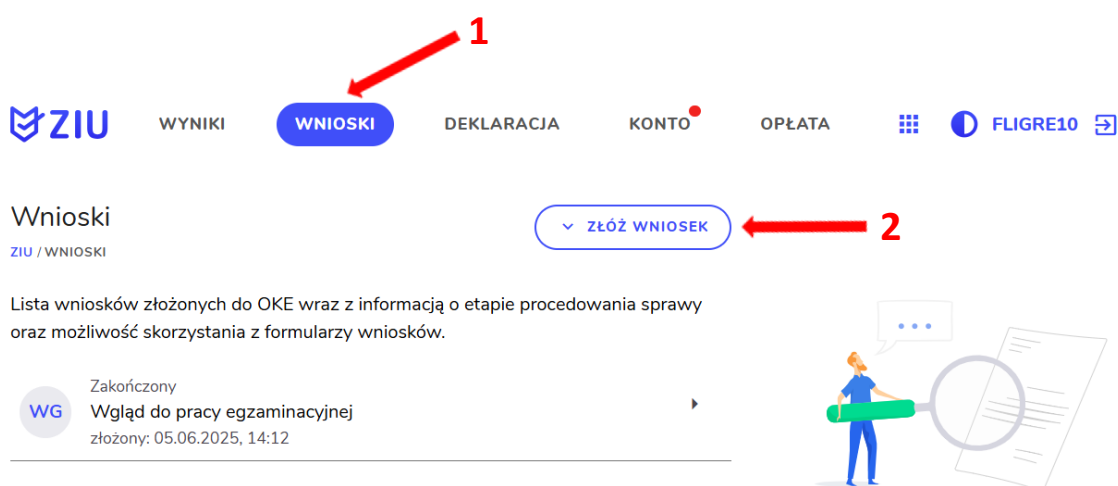 1
ZIU WYNIKI WNIOSKI DEKLARACJA KONTO OPŁATA FLIGRE10
Wnioski
ZŁÓŻ WNIOSEK 2
ZIU / WNIOSKI
Lista wniosków złożonych do OKE wraz z informacją o etapie procedowania sprawy
oraz możliwość skorzystania z formularzy wniosków.
Zakończony
WG Wgląd do pracy egzaminacyjnej
złożony: 05.06.2025, 14:12